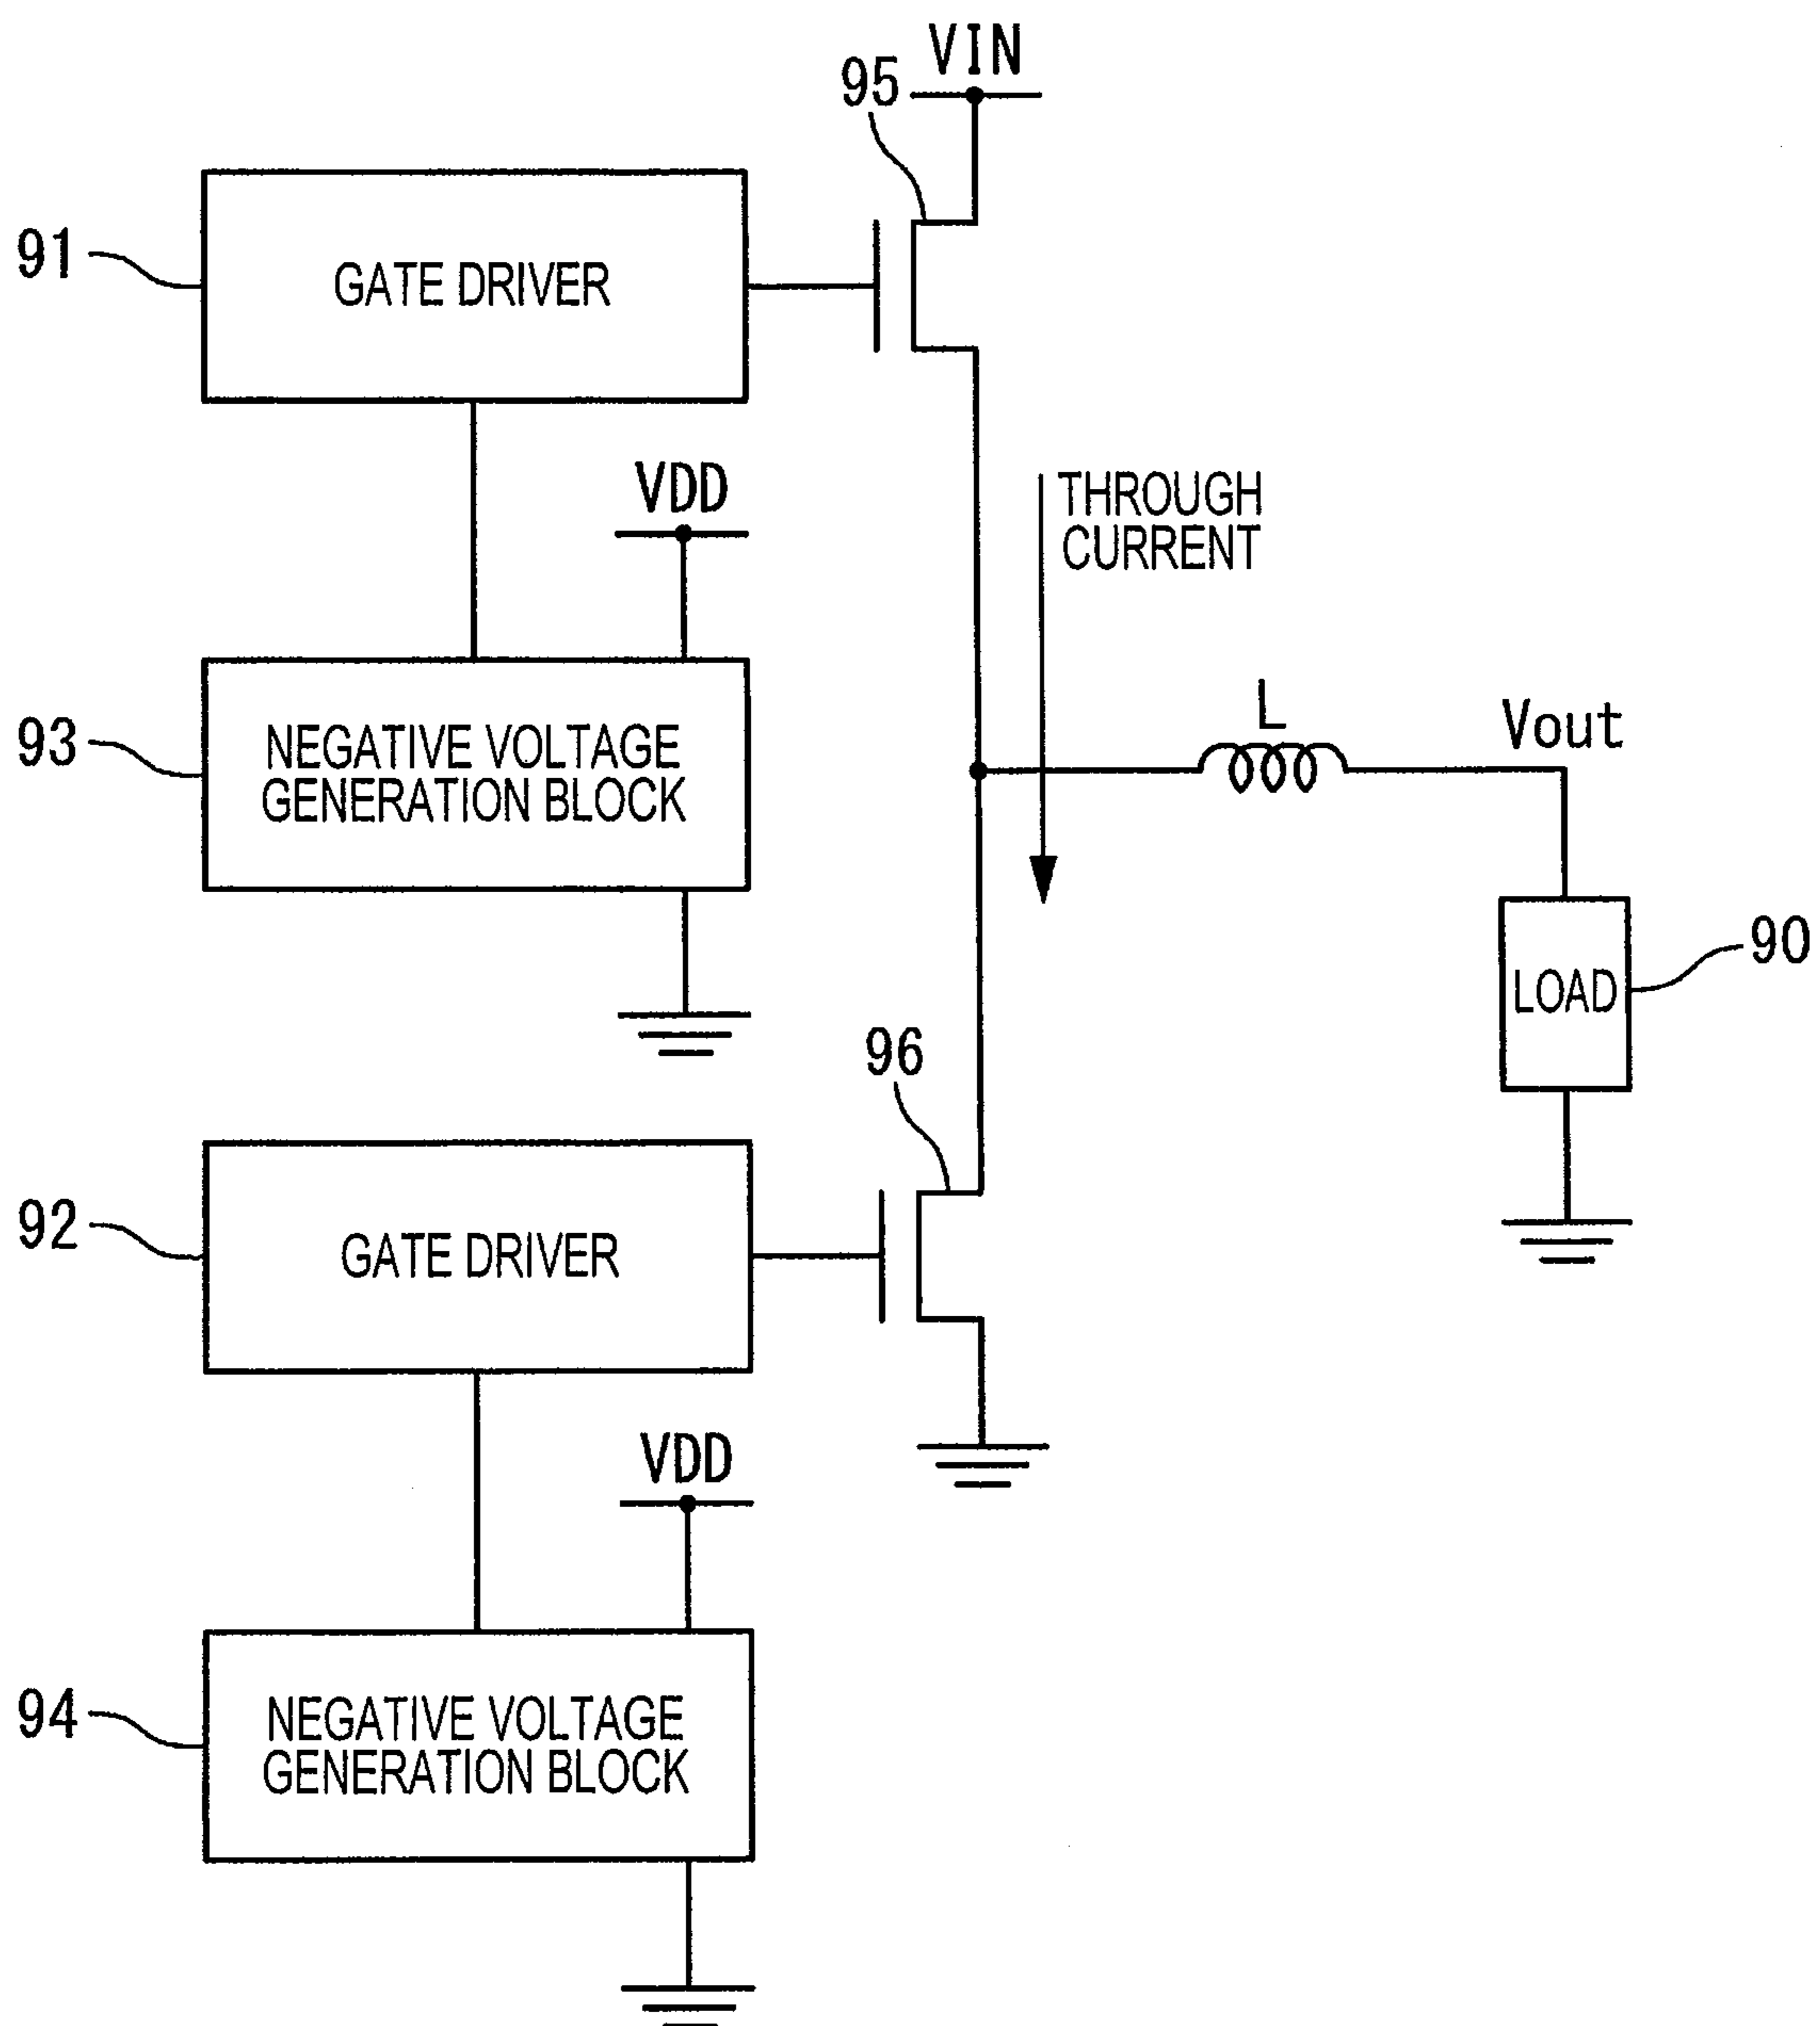 VIN
95
91
GATE DRIVER
VDD
THROUGH
CURRENT
93
NEGATIVE VOLTAGE
GENERATION BLOCK
L
Vout
90
LOAD
96
92
GATE DRIVER
VDD
94
NEGATIVE VOLTAGE
GENERATION BLOCK